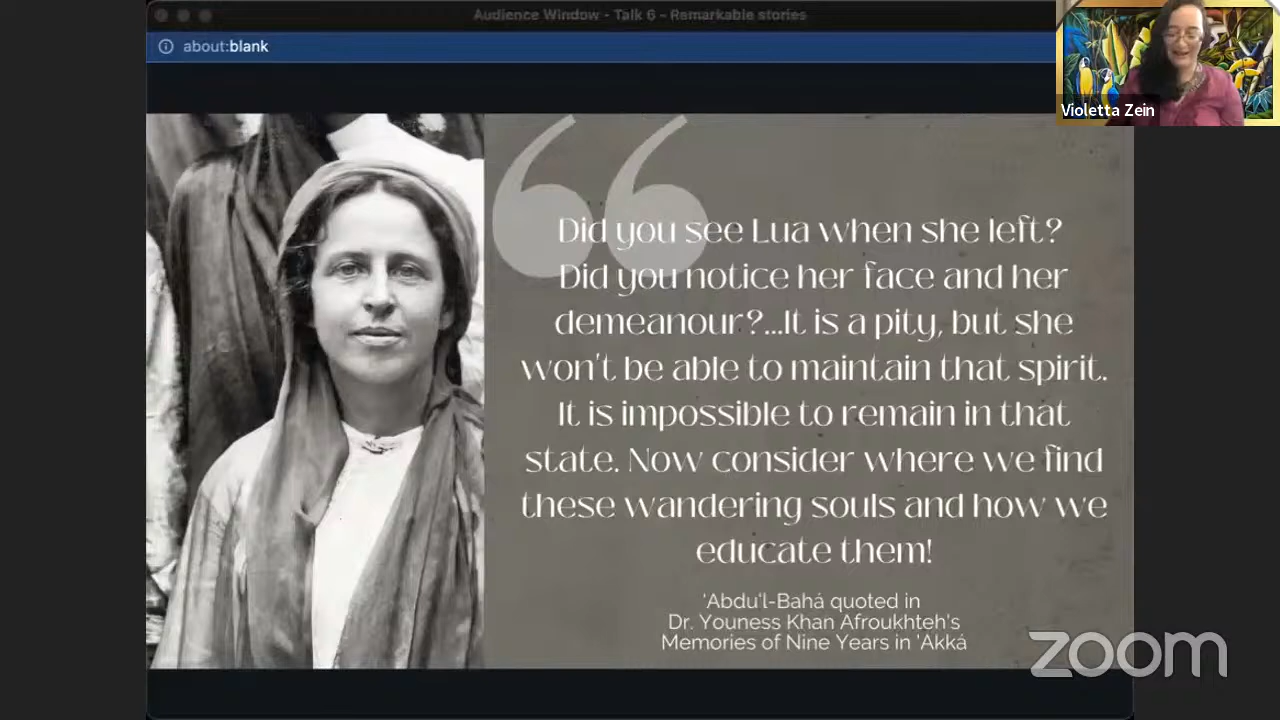 Audience Window - Talk 6 - Remarkable stories
about:blank
Violetta Zein
“
Did you see Lua when she left?
Did you notice her face and her
demeanour?...It is a pity, but she
won't be able to maintain that spirit.
It is impossible to remain in that
state. Now consider where we find
these wandering souls and how we
educate them!
'Abdu'l-Bahá quoted in
Dr. Youness Khan Afroukhteh's
Memories of Nine Years in 'Akká
zoom